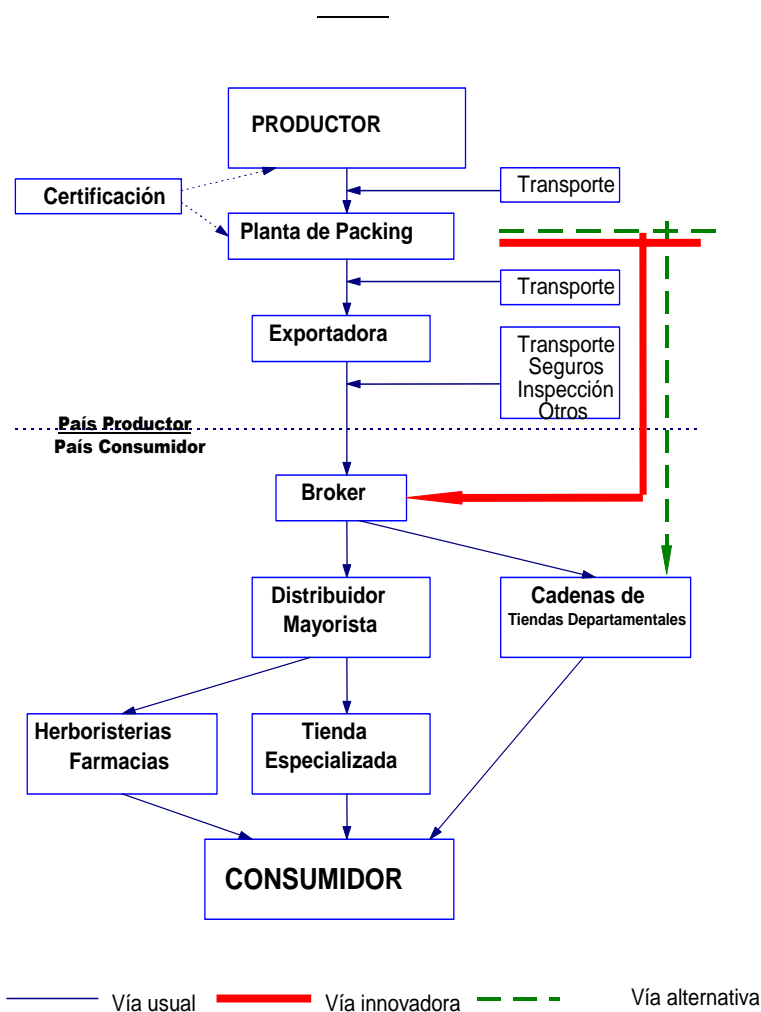 PRODUCTOR
Transporte
Certificación
Planta de Packing
Transporte
Exportadora
Transporte
Seguros
Inspección
Otros
País Productor
País Consumidor
Broker
Distribuidor
Mayorista
Cadenas de
Tiendas Departamentales
Herboristerias
Farmacias
Tienda
Especializada
CONSUMIDOR
Vía usual
Vía innovadora
Vía alternativa